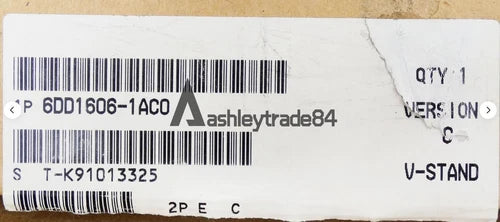 QTY 1
1P 6DD1606-1AC0
ashleytrade84
VERSION
C
S T-K91013325
V-STAND
2P E C